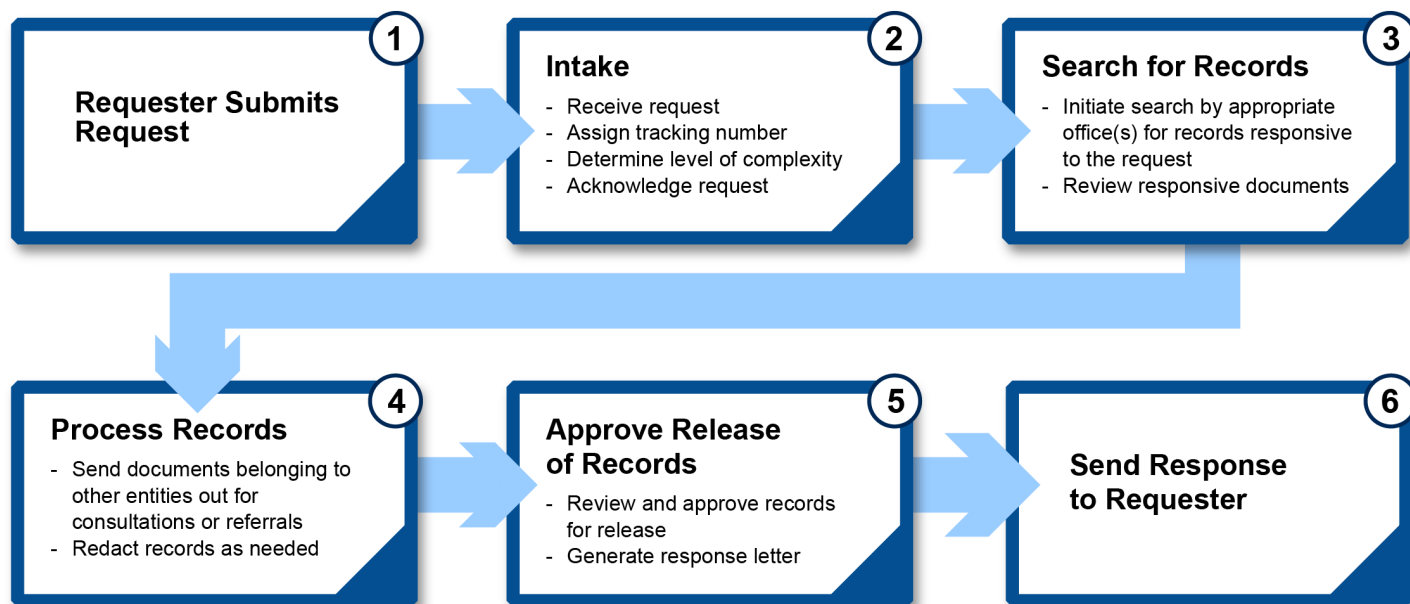 1
Requester Submits
Request
2
Intake
- Receive request
- Assign tracking number
- Determine level of complexity
- Acknowledge request
3
Search for Records
- Initiate search by appropriate
office(s) for records responsive
to the request
- Review responsive documents
4
Process Records
- Send documents belonging to
other entities out for
consultations or referrals
- Redact records as needed
5
Approve Release
of Records
- Review and approve records
for release
- Generate response letter
6
Send Response
to Requester